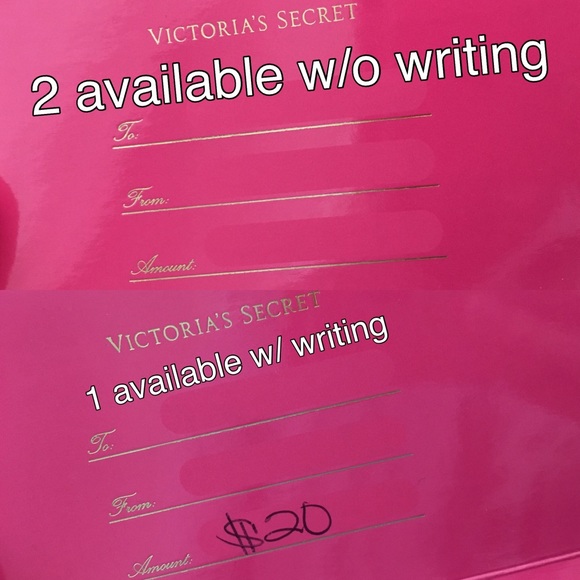 VICTORIA'S SECRET
2 available w/o writing
To:
From:
Amount:
VICTORIA'S SECRET
1 available w/ writing
To:
From:
Amount: $20